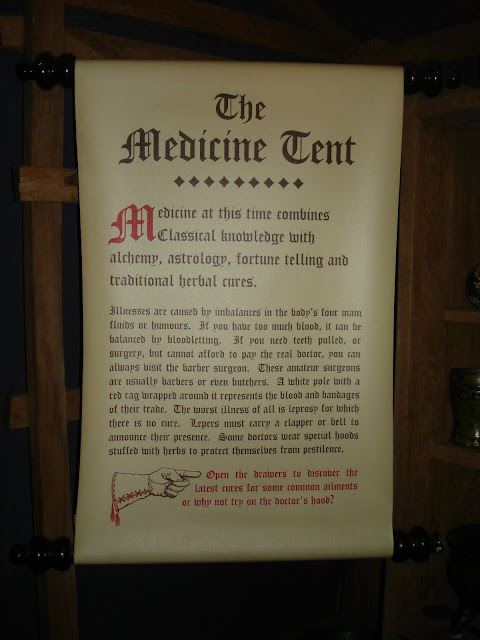 The
Medicine Tent
Medicine at this time combines
Classical knowledge with
alchemy, astrology, fortune telling and
traditional herbal cures.
Illnesses are caused by imbalances in the body's four main
fluids or humours. If you have too much blood, it can be
balanced by bloodletting. If you need teeth pulled, or
surgery, but cannot afford to pay the real doctor, you can
always visit the barber surgeon. These amateur surgeons
are usually barbers or even butchers. A white pole with a
red rag wrapped around it represents the blood and bandages
of their trade. The worst illness of all is leprosy for which
there is no cure. Lepers must carry a clapper or bell to
announce their presence. Some doctors wear special hoods
stuffed with herbs to protect themselves from pestilence.
Open the drawers to discover the
latest cures for some common ailments
or why not try on the doctor's hood?